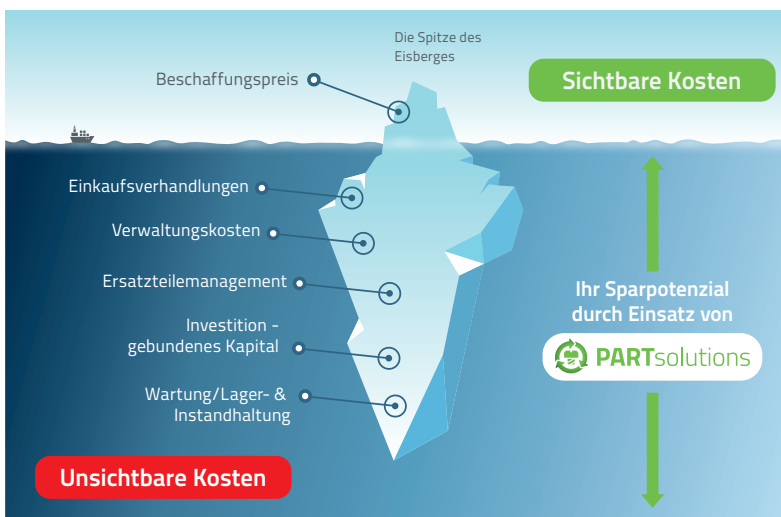 Die Spitze des
Eisberges
Beschaffungspreis
Sichtbare Kosten
Einkaufsverhandlungen
Verwaltungskosten
Ersatzteilemanagement
Investition -
gebundenes Kapital
Wartung/Lager- &
Instandhaltung
Ihr Sparpotenzial
durch Einsatz von
PARTsolutions
Unsichtbare Kosten